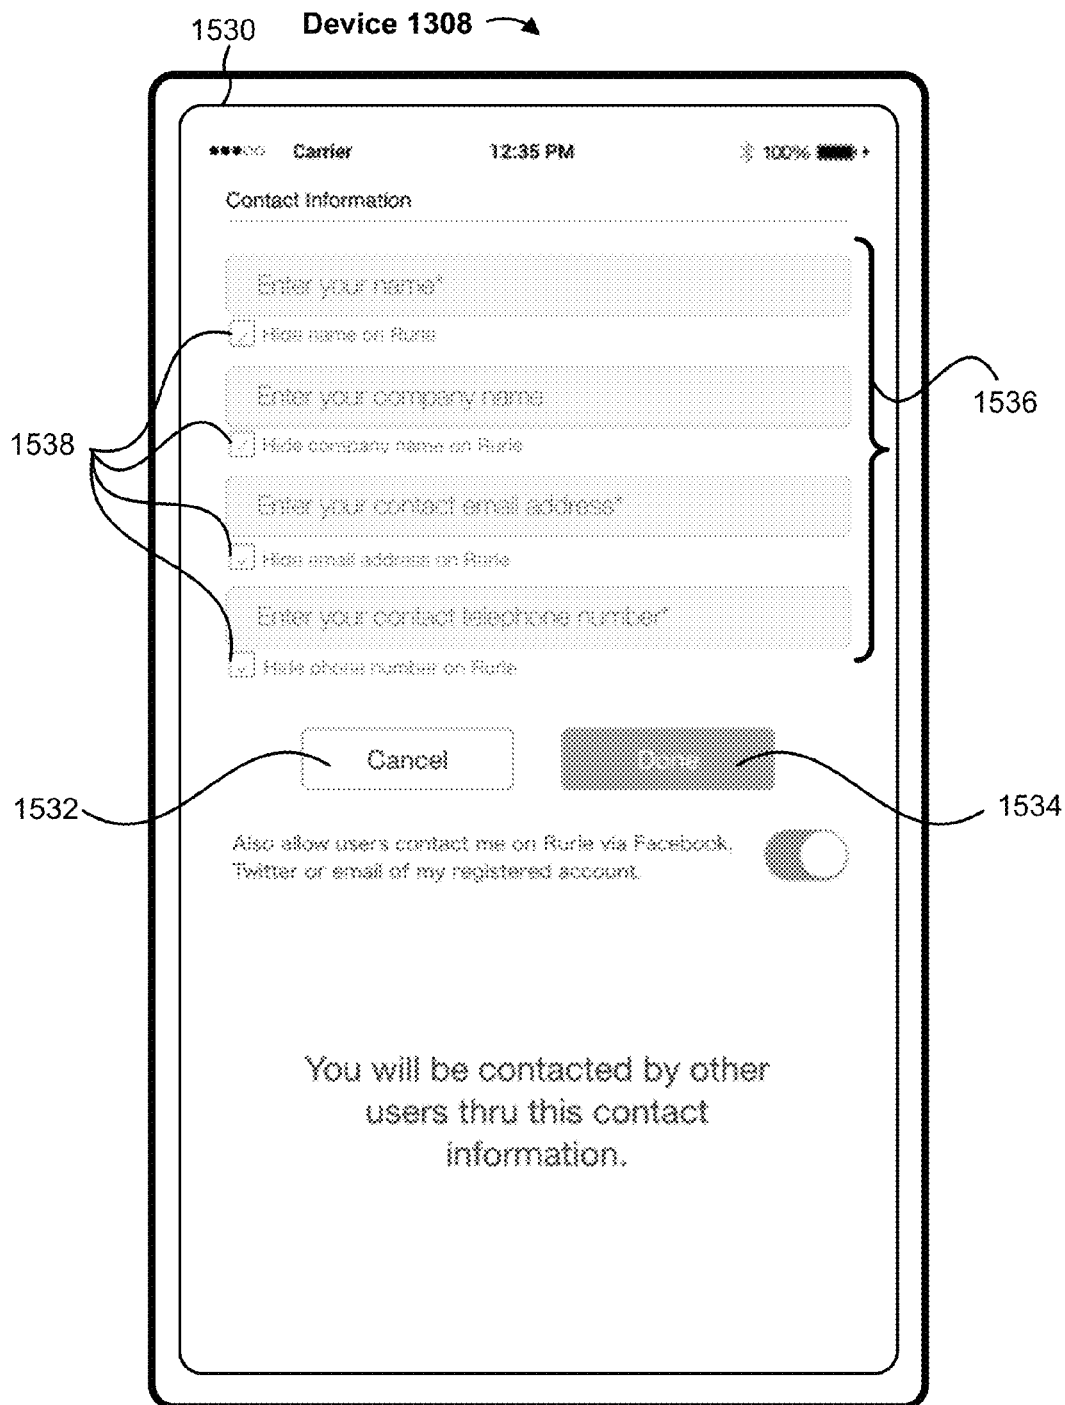 1530 Device 1308
Carrier 12:35 PM 100%
Contact Information
Enter your name*
Hide name on Rurie
Enter your company name
1536
1538
Hide company name on Rurie
Enter your contact email address*
Hide email address on Rurie
Enter your contact telephone number*
Hide phone number on Rurie
Cancel Done
1532 1534
Also allow users contact me on Rurie via Facebook,
Twitter or email of my registered account.
You will be contacted by other
users thru this contact
information.